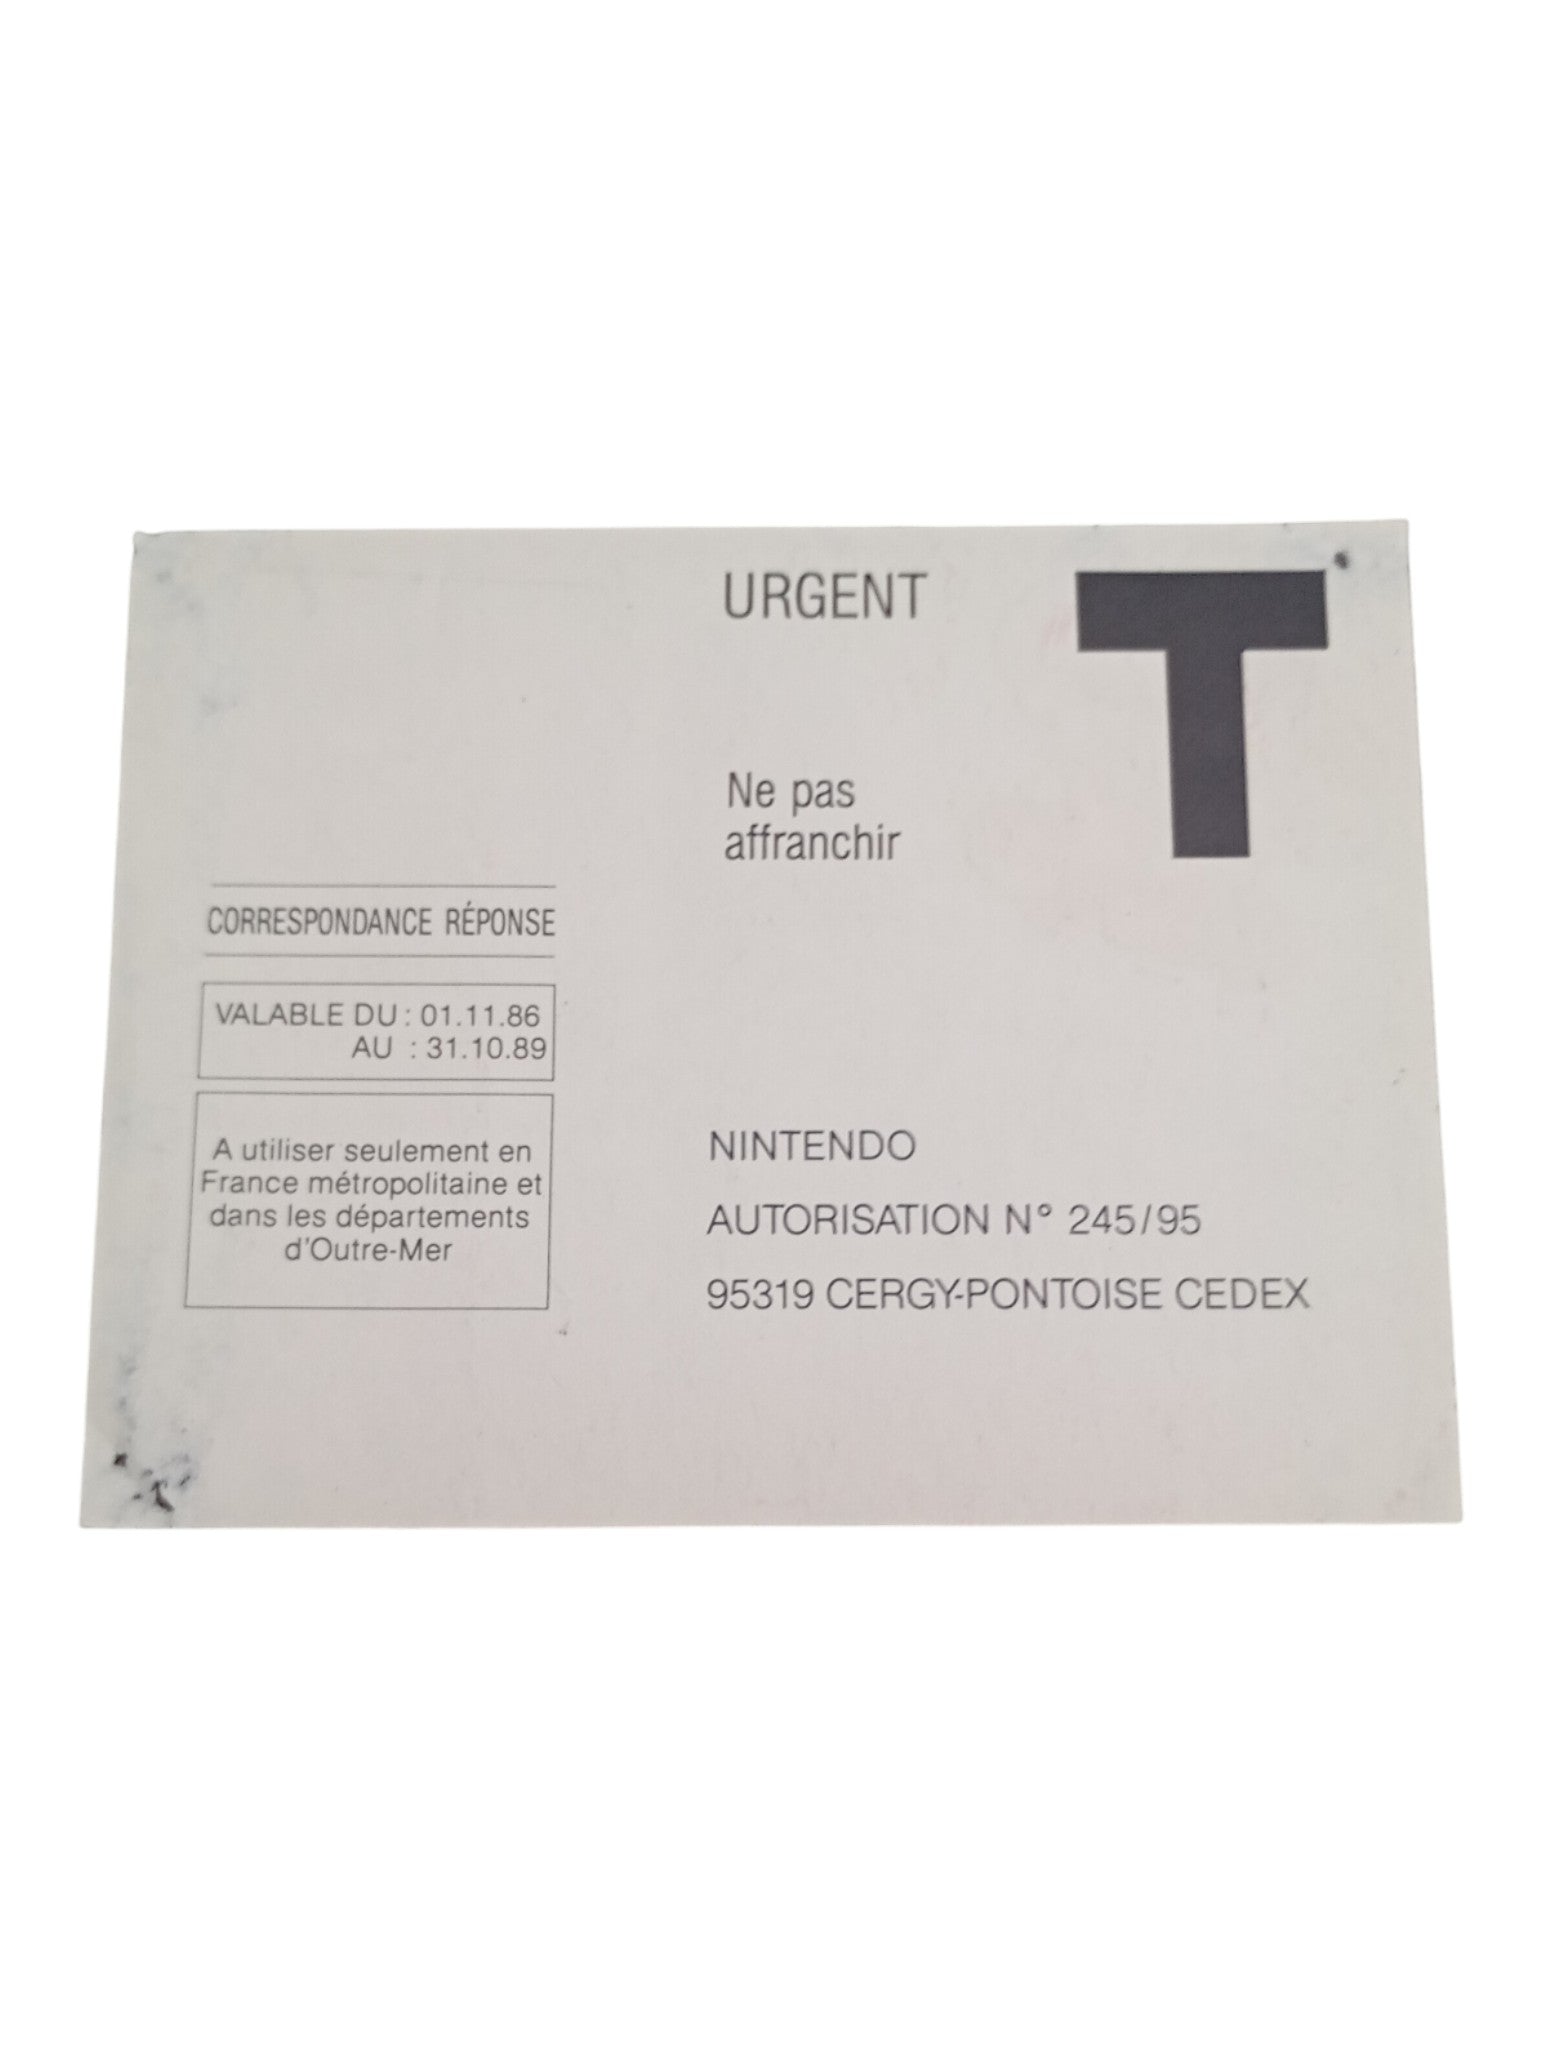 URGENT
T
Ne pas
affranchir
CORRESPONDANCE RÉPONSE
VALABLE DU : 01.11.86
AU : 31.10.89
A utiliser seulement en
France métropolitaine et
dans les départements
d'Outre-Mer
NINTENDO
AUTORISATION N° 245/95
95319 CERGY-PONTOISE CEDEX